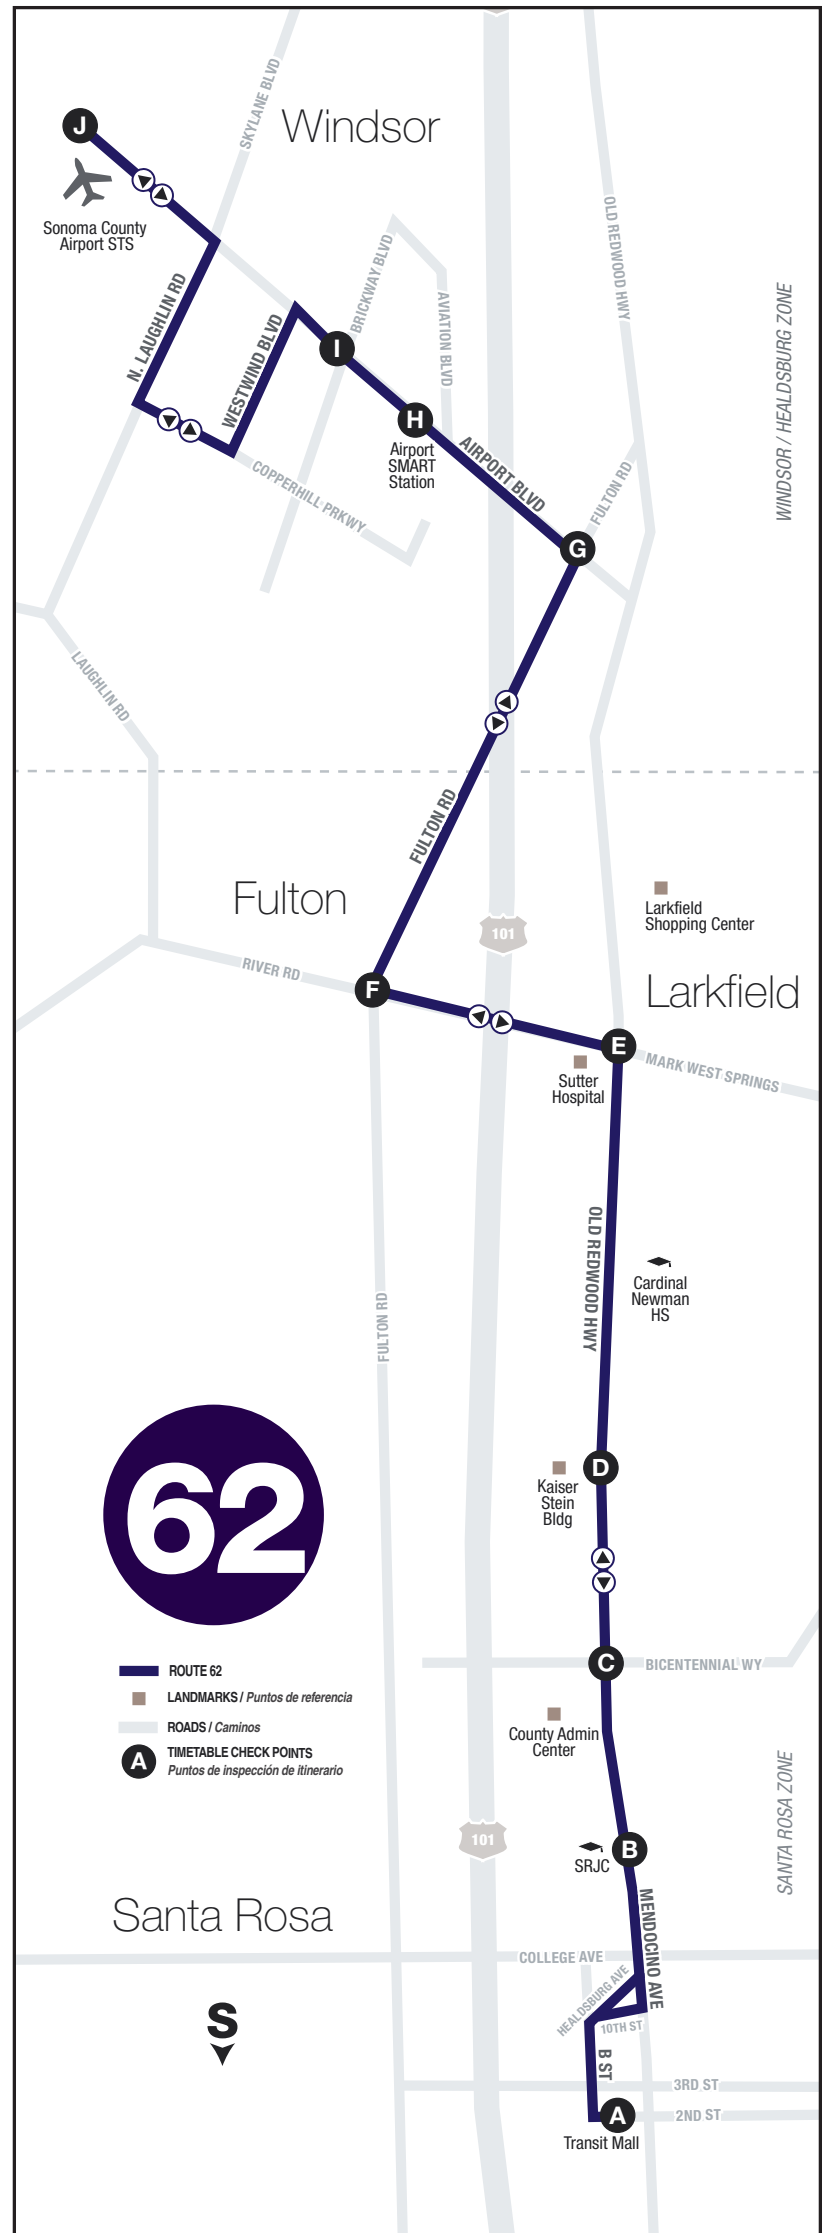 SKYLANE BLVD
Windsor
J
Sonoma County
Airport STS
OLD REDWOOD HWY
BRICKWAY BLVD
AVIATION BLVD
N. LAUGHLIN RD
WESTWIND BLVD
WINDSOR / HEALDSBURG ZONE
I
H
Airport
SMART
Station
AIRPORT BLVD
COPPERHILL PRKWY
FULTON RD
G
LAUGHLIN RD
FULTON RD
Fulton
Larkfield
Shopping Center
101
RIVER RD
F
Larkfield
E
MARK WEST SPRINGS
Sutter
Hospital
OLD REDWOOD HWY
Cardinal
Newman
HS
FULTON RD
62
D
Kaiser
Stein
Bldg
C
BICENTENNIAL WY
ROUTE 62
LANDMARKS / Puntos de referencia
ROADS / Caminos
A
TIMETABLE CHECK POINTS
Puntos de inspección de itinerario
County Admin
Center
101
B
SRJC
SANTA ROSA ZONE
Santa Rosa
MENDOCINO AVE
COLLEGE AVE
HEALDSBURG AVE
10TH ST
S
B ST
3RD ST
A
2ND ST
Transit Mall